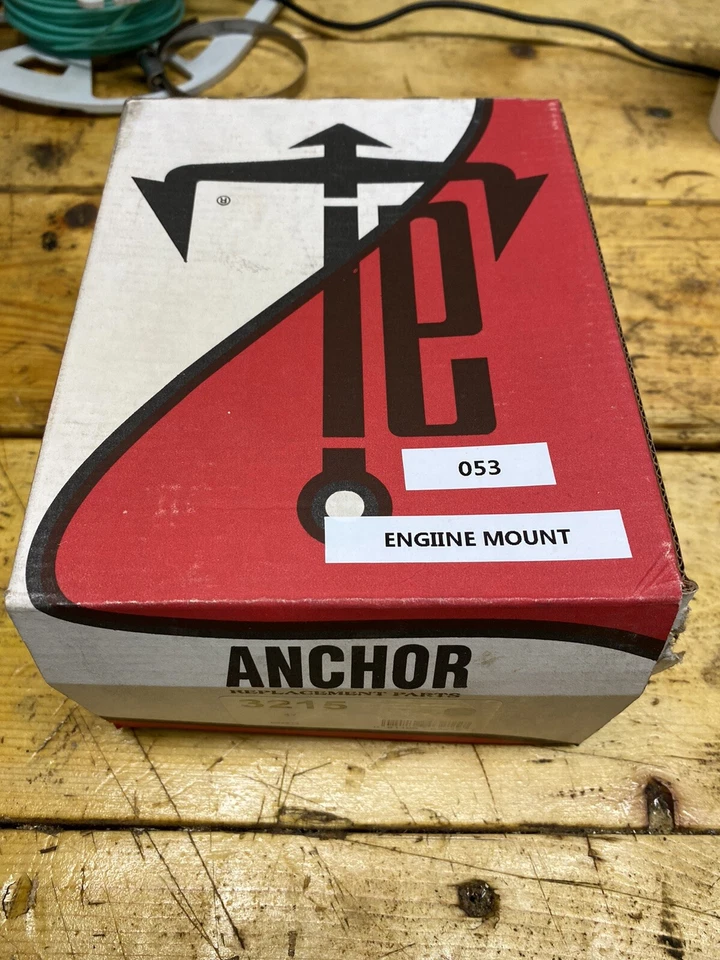 ®
e
053
ENGIINE MOUNT
ANCHOR
REPLACEMENT PARTS
3215